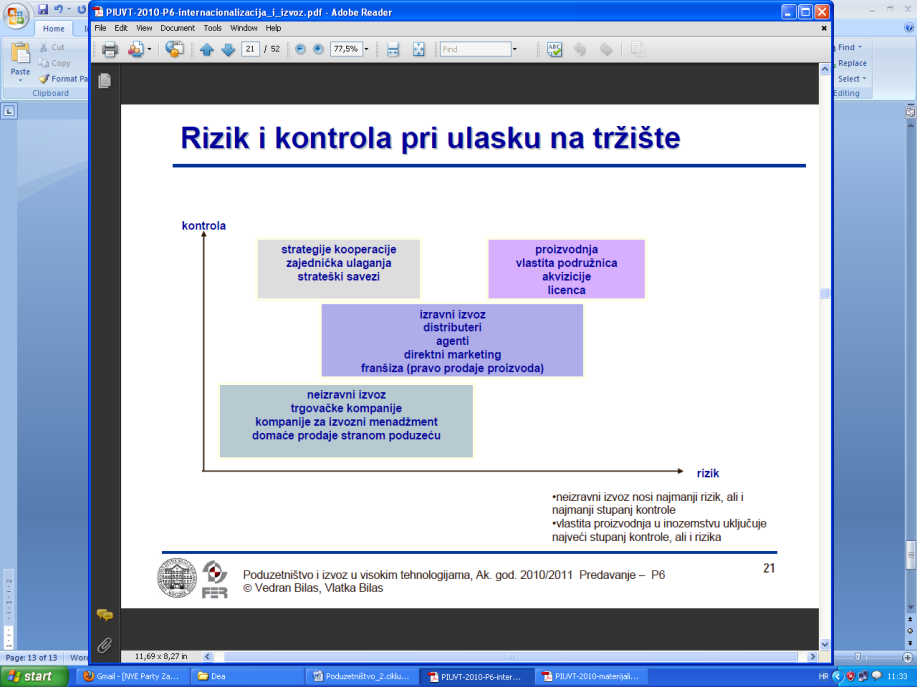 PIUVT-2010-P6-internacionalizacija_i_izvoz.pdf - Adobe Reader
Home
File Edit View Document Tools Window Help
Cut
Copy
Format Pa
Paste
Clipboard
21 / 52
77,5%
Find
Find
Replace
Select
Editing
Rizik i kontrola pri ulasku na tržište
kontrola
strategije kooperacije
zajednička ulaganja
strateški savezi
proizvodnja
vlastita podružnica
akvizicije
licenca
izravni izvoz
distributeri
agenti
direktni marketing
franšiza (pravo prodaje proizvoda)
neizravni izvoz
trgovačke kompanije
kompanije za izvozni menadžment
domaće prodaje stranom poduzeću
rizik
•neizravni izvoz nosi najmanji rizik, ali i
najmanji stupanj kontrole
•vlastita proizvodnja u inozemstvu uključuje
najveći stupanj kontrole, ali i rizika
FER
Poduzetništvo i izvoz u visokim tehnologijama, Ak. god. 2010/2011 Predavanje – P6
© Vedran Bilas, Vlatka Bilas
21
11,69 x 8,27 in
Page: 13 of 13 Wor
start
Gmail - [NYE Party Za...
Dea
Poduzetništvo_2.ciklu...
PIUVT-2010-P6-inter...
PIUVT-2010-materijali...
HR
11:33